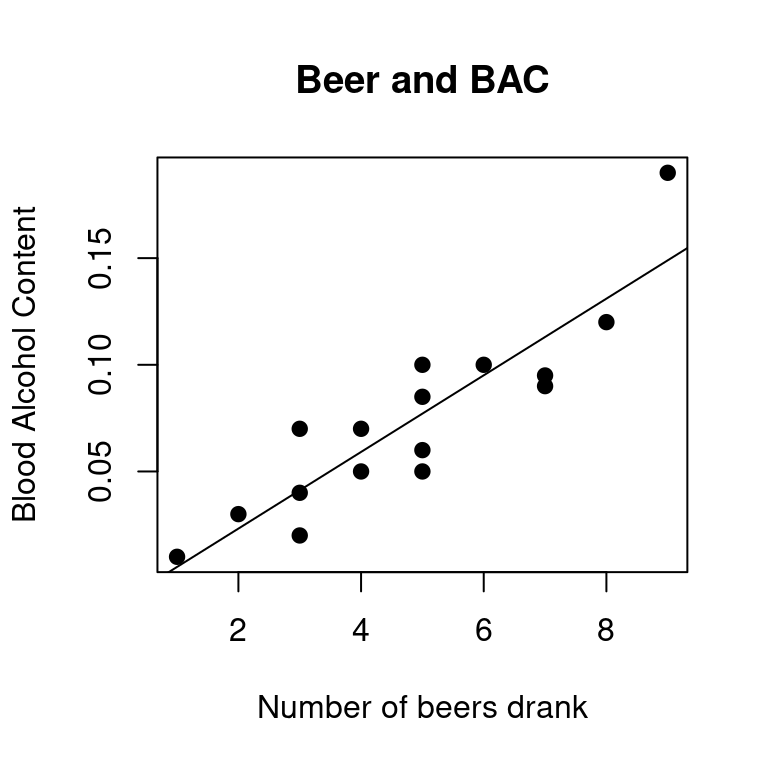 Beer and BAC
Blood Alcohol Content
0.15
0.10
0.05
2 4 6 8
Number of beers drank